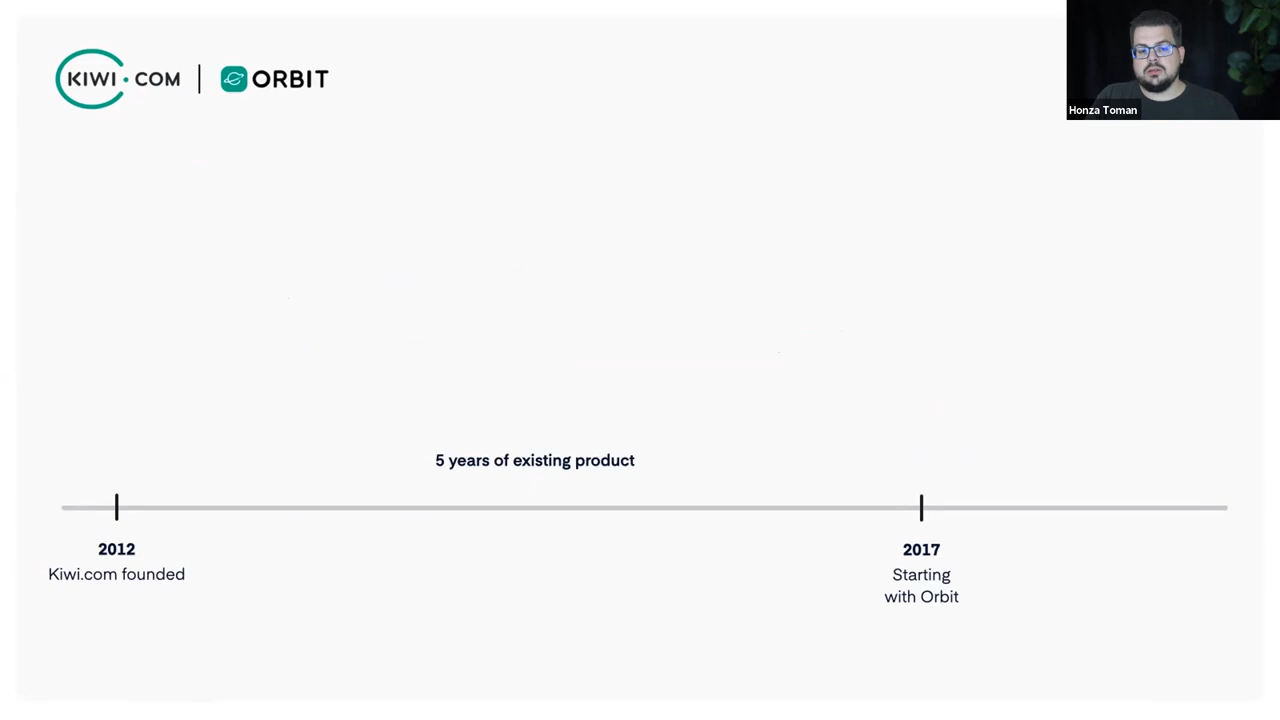 KIWI.COM | ORBIT
Honza Toman
5 years of existing product
2012
Kiwi.com founded
2017
Starting
with Orbit